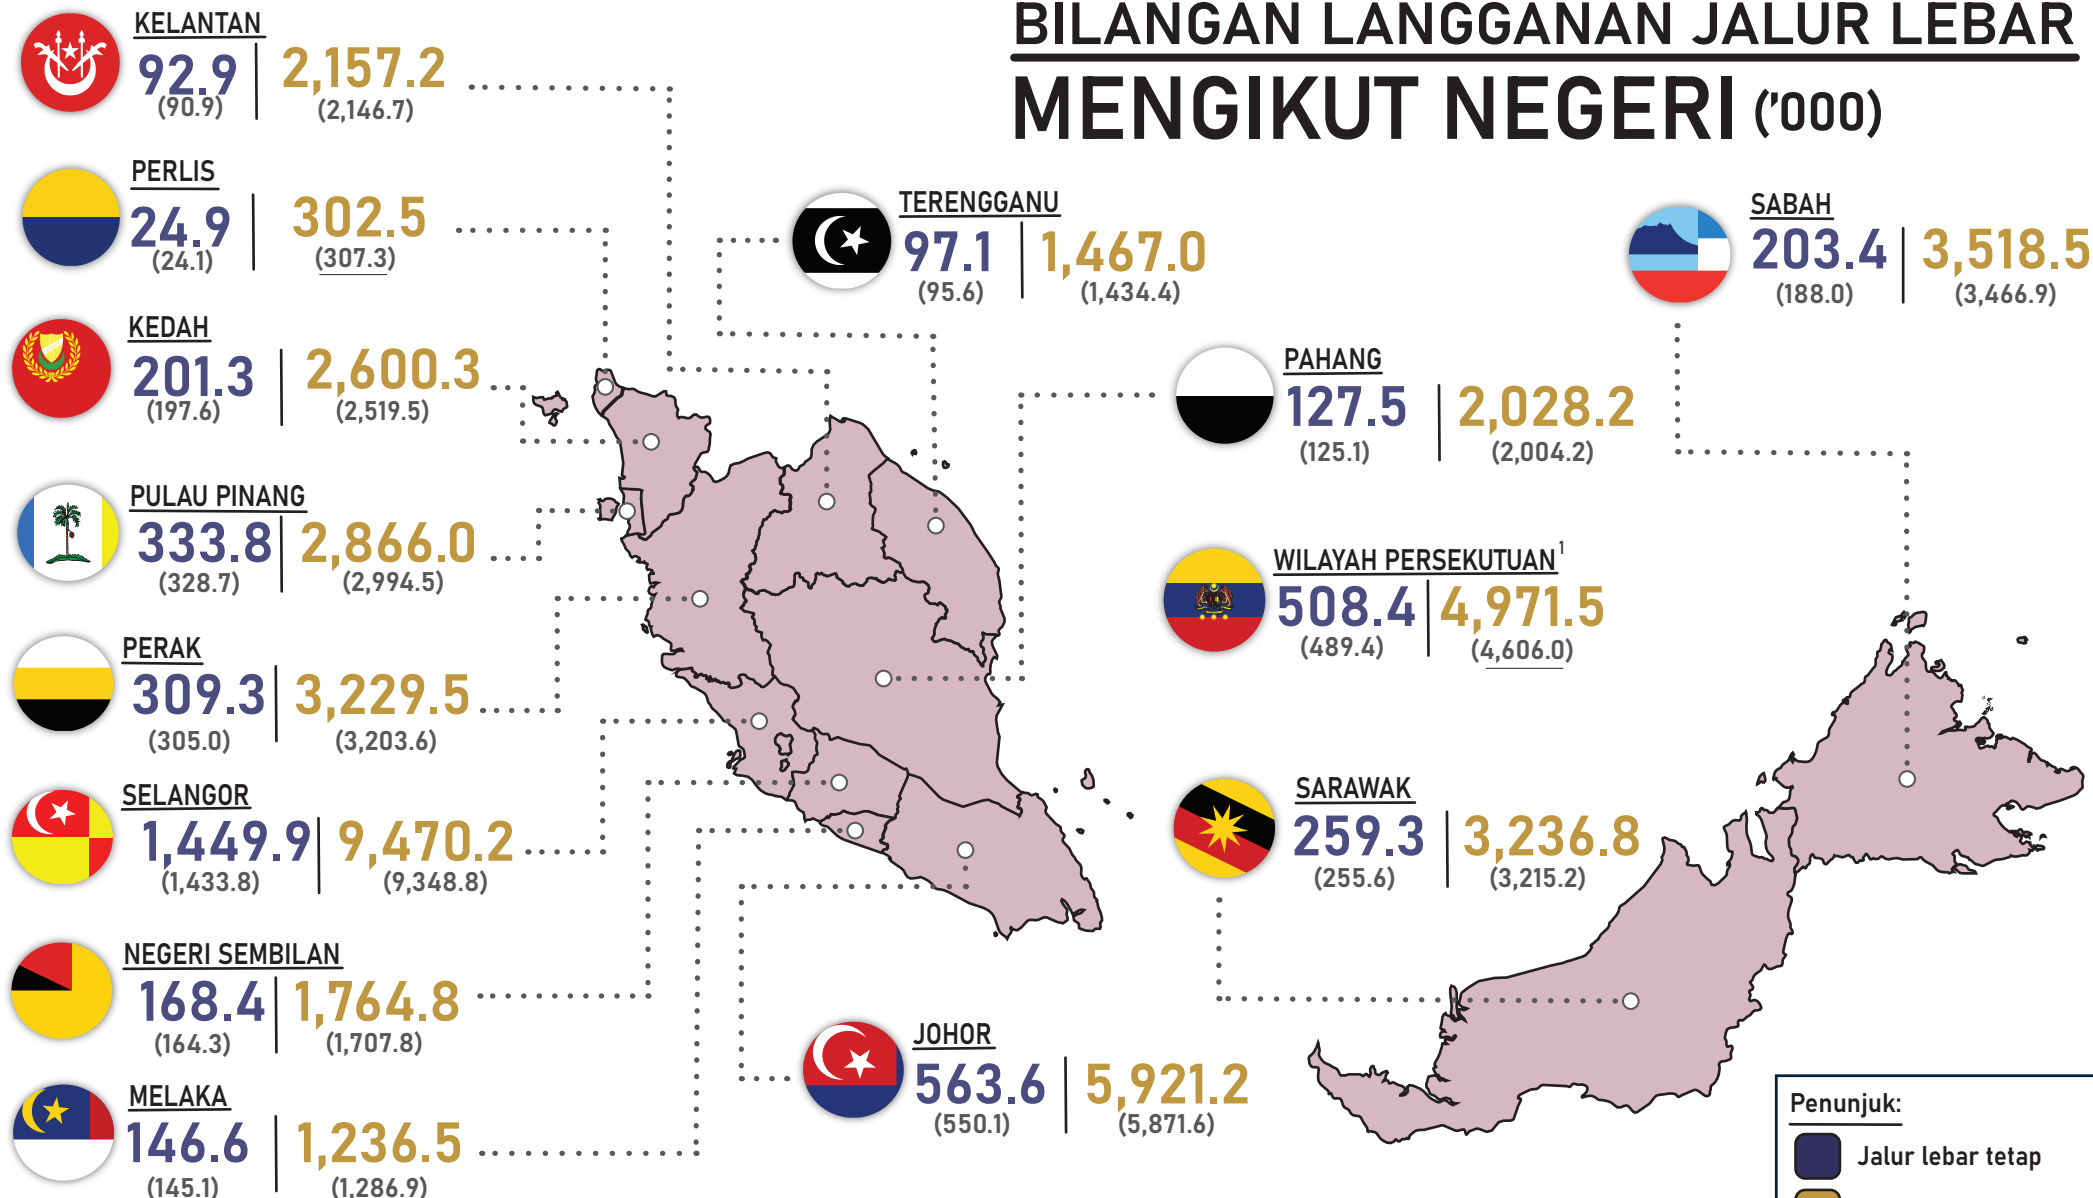 BILANGAN LANGGANAN JALUR LEBAR
MENGIKUT NEGERI ('000)
KELANTAN
92.9 2,157.2
(90.9) (2,146.7)
PERLIS
24.9 302.5
(24.1) (307.3)
KEDAH
201.3 2,600.3
(197.6) (2,519.5)
PULAU PINANG
333.8 2,866.0
(328.7) (2,994.5)
PERAK
309.3 3,229.5
(305.0) (3,203.6)
SELANGOR
1,449.9 9,470.2
(1,433.8) (9,348.8)
NEGERI SEMBILAN
168.4 1,764.8
(164.3) (1,707.8)
MELAKA
146.6 1,236.5
(145.1) (1,286.9)
TERENGGANU
97.1 1,467.0
(95.6) (1,434.4)
JOHOR
563.6 5,921.2
(550.1) (5,871.6)
PAHANG
127.5 2,028.2
(125.1) (2,004.2)
WILAYAH PERSEKUTUAN¹
508.4 4,971.5
(489.4) (4,606.0)
SARAWAK
259.3 3,236.8
(255.6) (3,215.2)
SABAH
203.4 3,518.5
(188.0) (3,466.9)
Penunjuk:
Jalur lebar tetap